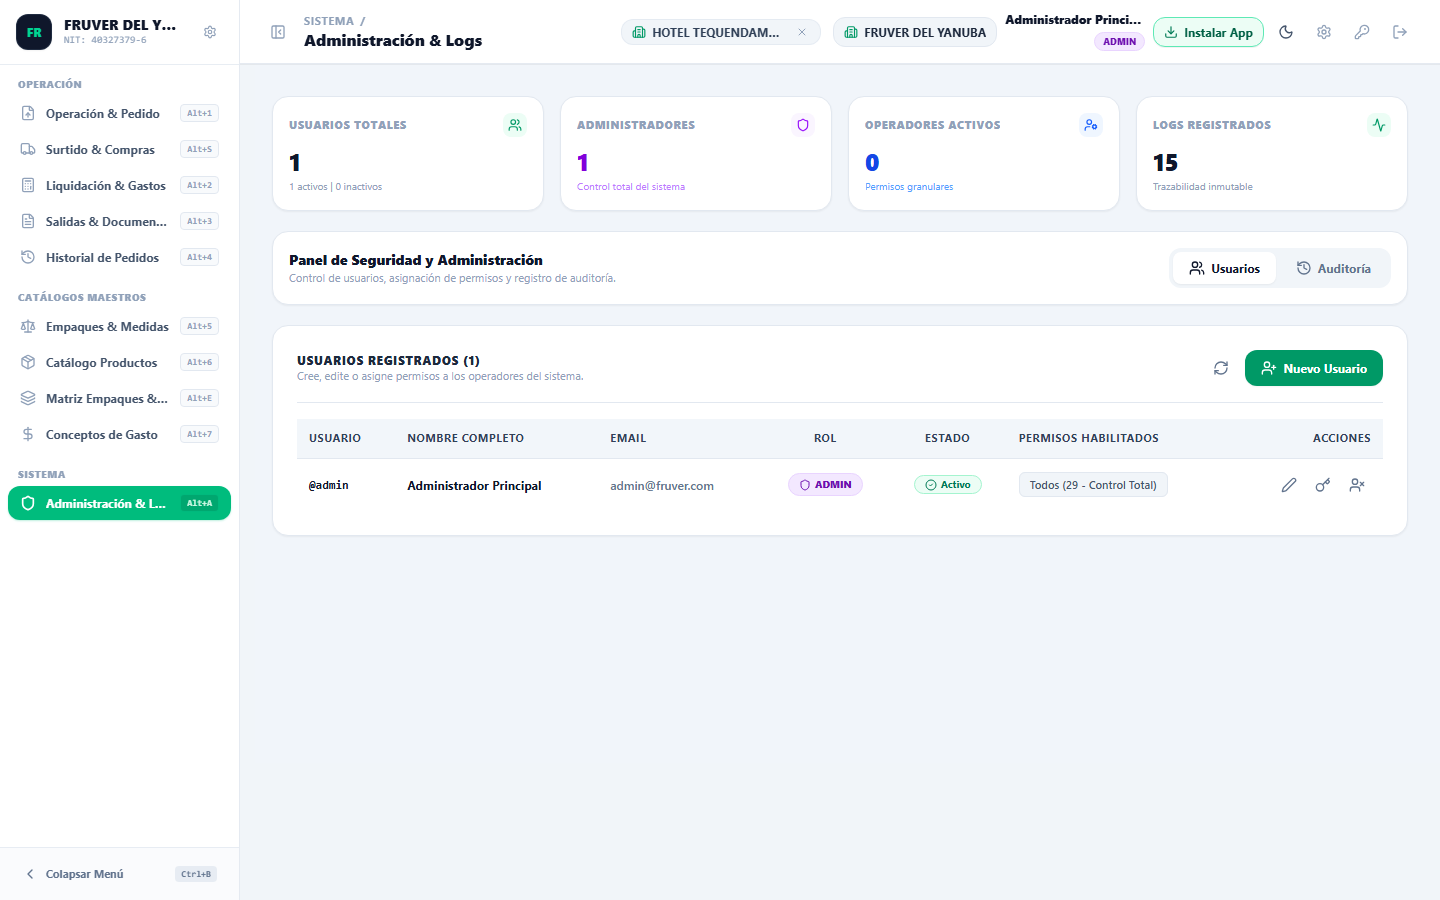 FR
FRUVER DEL Y...
NIT: 40327379-6
OPERACIÓN
Operación & Pedido Alt+1
Surtido & Compras Alt+S
Liquidación & Gastos Alt+2
Salidas & Documen... Alt+3
Historial de Pedidos Alt+4
CATÁLOGOS MAESTROS
Empaques & Medidas Alt+5
Catálogo Productos Alt+6
Matriz Empaques &... Alt+E
Conceptos de Gasto Alt+7
SISTEMA
Administración & L... Alt+A
Colapsar Menú Ctrl+B
SISTEMA /
Administración & Logs
HOTEL TEQUENDAM...
FRUVER DEL YANUBA
Administrador Princi...
ADMIN
Instalar App
USUARIOS TOTALES
1
1 activos | 0 inactivos
ADMINISTRADORES
1
Control total del sistema
OPERADORES ACTIVOS
0
Permisos granulares
LOGS REGISTRADOS
15
Trazabilidad inmutable
Panel de Seguridad y Administración
Control de usuarios, asignación de permisos y registro de auditoría.
Usuarios
Auditoría
USUARIOS REGISTRADOS (1)
Cree, edite o asigne permisos a los operadores del sistema.
Nuevo Usuario
USUARIO NOMBRE COMPLETO EMAIL ROL ESTADO PERMISOS HABILITADOS ACCIONES
@admin Administrador Principal admin@fruver.com ADMIN Activo Todos (29 - Control Total)